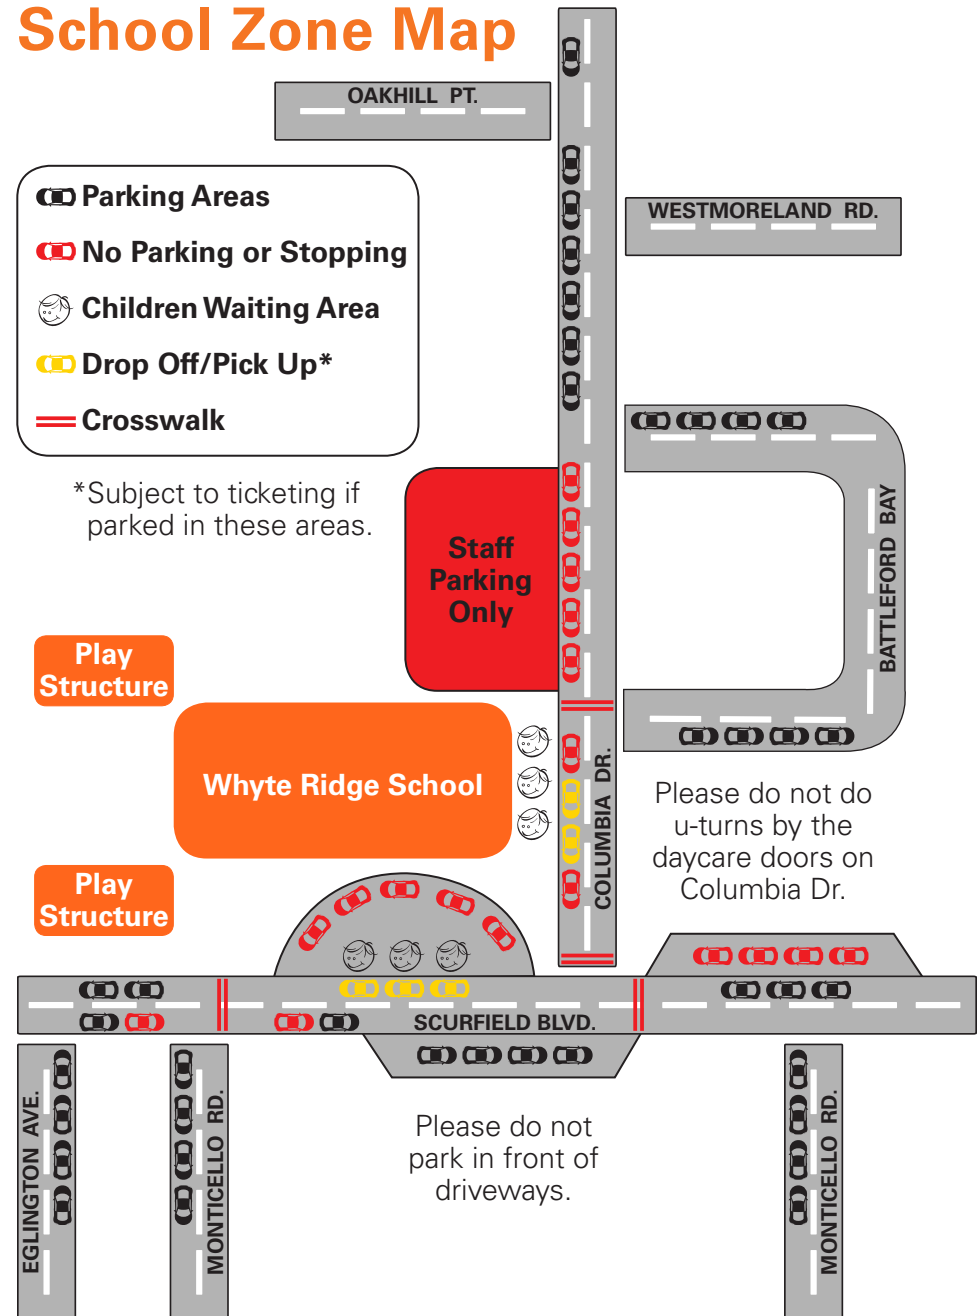 School Zone Map
OAKHILL PT.
WESTMORELAND RD.
Parking Areas
No Parking or Stopping
Children Waiting Area
Drop Off/Pick Up*
Crosswalk
*Subject to ticketing if
parked in these areas.
Staff
Parking
Only
BATTLEFORD BAY
Play
Structure
Whyte Ridge School
COLUMBIA DR.
Please do not do
u-turns by the
daycare doors on
Columbia Dr.
Play
Structure
SCURFIELD BLVD.
EGLINGTON AVE.
MONTICELLO RD.
Please do not
park in front of
driveways.
MONTICELLO RD.